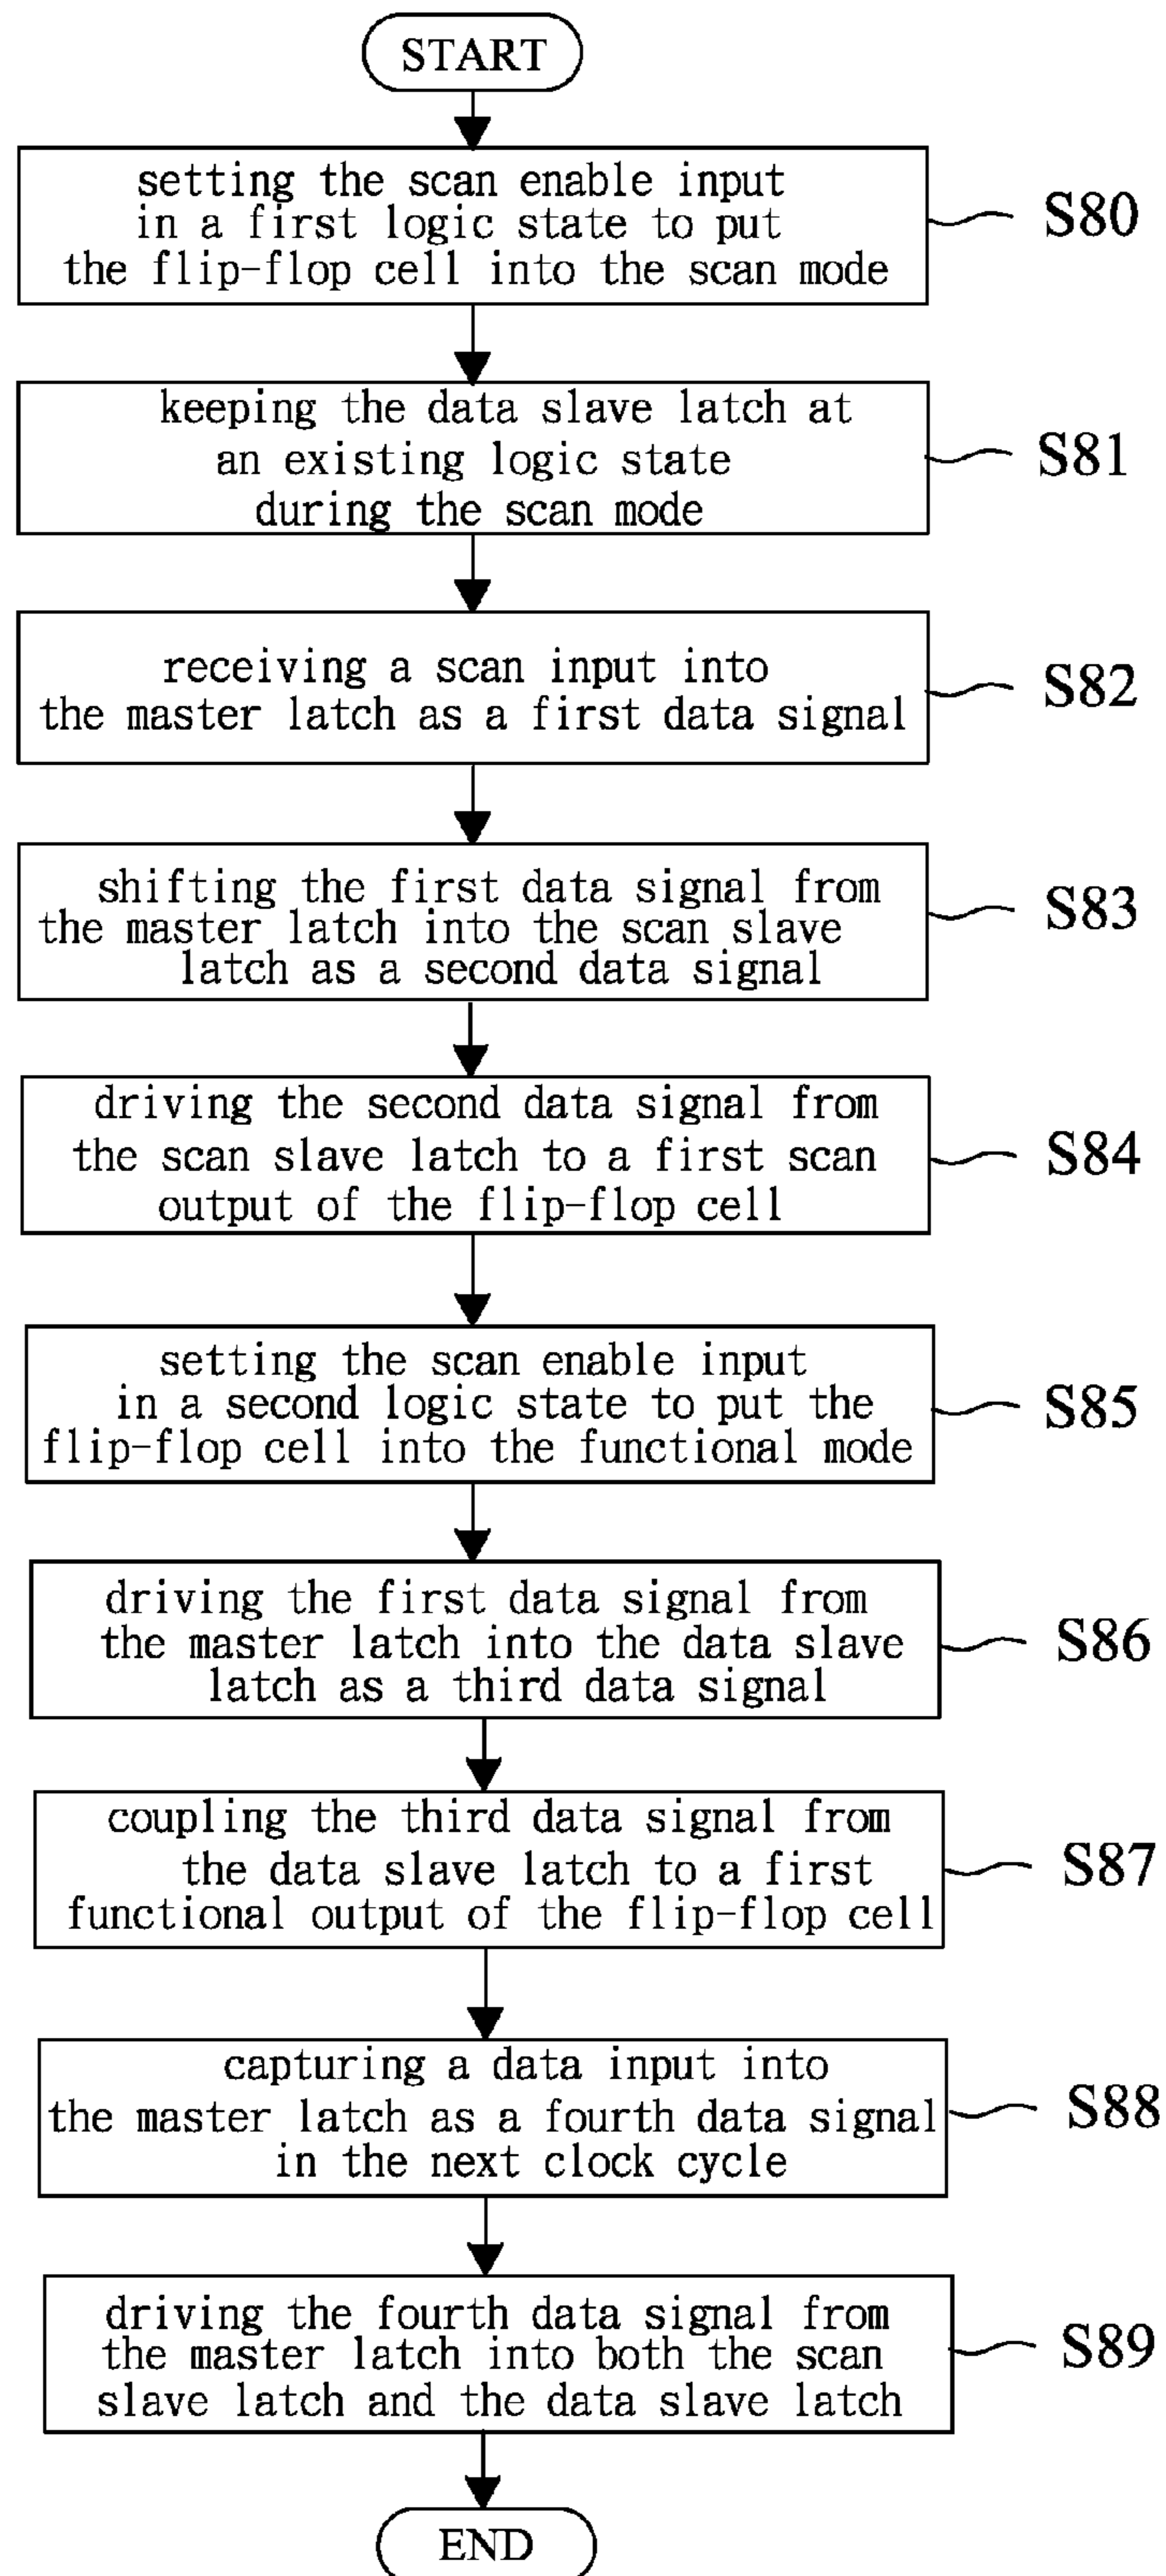 START
setting the scan enable input
in a first logic state to put
the flip-flop cell into the scan mode
S80
keeping the data slave latch at
an existing logic state
during the scan mode
S81
receiving a scan input into
the master latch as a first data signal
S82
shifting the first data signal from
the master latch into the scan slave
latch as a second data signal
S83
driving the second data signal from
the scan slave latch to a first scan
output of the flip-flop cell
S84
setting the scan enable input
in a second logic state to put the
flip-flop cell into the functional mode
S85
driving the first data signal from
the master latch into the data slave
latch as a third data signal
S86
coupling the third data signal from
the data slave latch to a first
functional output of the flip-flop cell
S87
capturing a data input into
the master latch as a fourth data signal
in the next clock cycle
S88
driving the fourth data signal from
the master latch into both the scan
slave latch and the data slave latch
S89
END